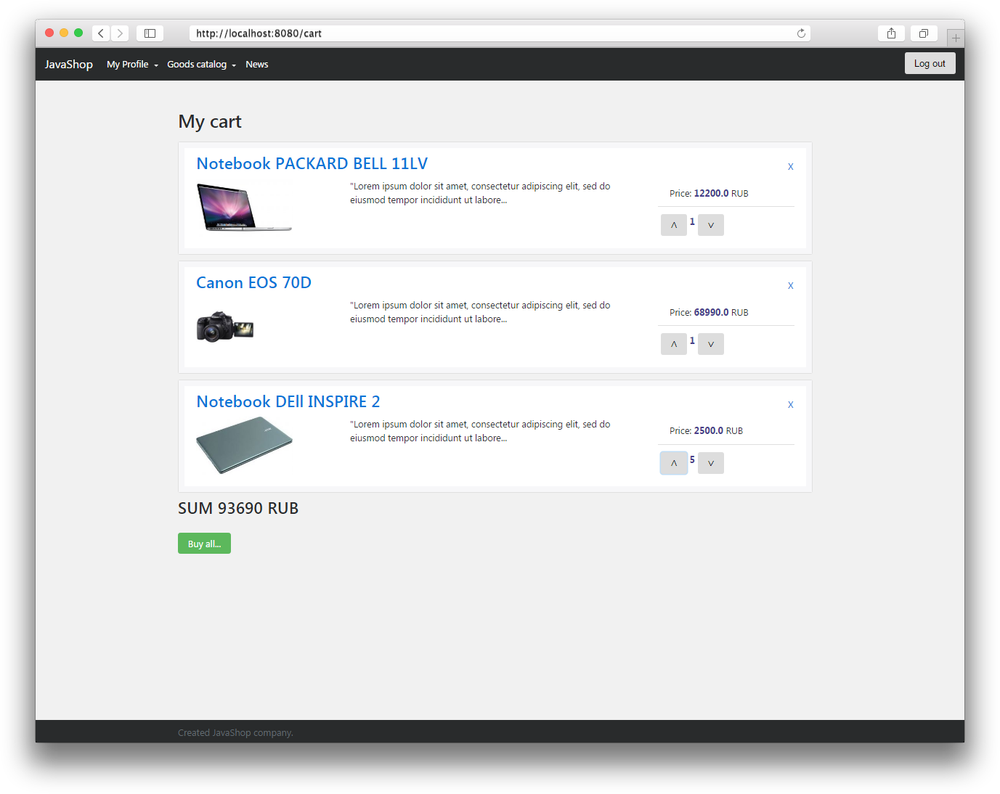 http://localhost:8080/cart
JavaShop My Profile Goods catalog News Log out
My cart
Notebook PACKARD BELL 11LV X
"Lorem ipsum dolor sit amet, consectetur adipiscing elit, sed do
eiusmod tempor incididunt ut labore...
Price: 12200.0 RUB
˄ 1 ˅
Canon EOS 70D X
"Lorem ipsum dolor sit amet, consectetur adipiscing elit, sed do
eiusmod tempor incididunt ut labore...
Price: 68990.0 RUB
˄ 1 ˅
Notebook DEll INSPIRE 2 X
"Lorem ipsum dolor sit amet, consectetur adipiscing elit, sed do
eiusmod tempor incididunt ut labore...
Price: 2500.0 RUB
˄ 5 ˅
SUM 93690 RUB
Buy all...
Created JavaShop company.